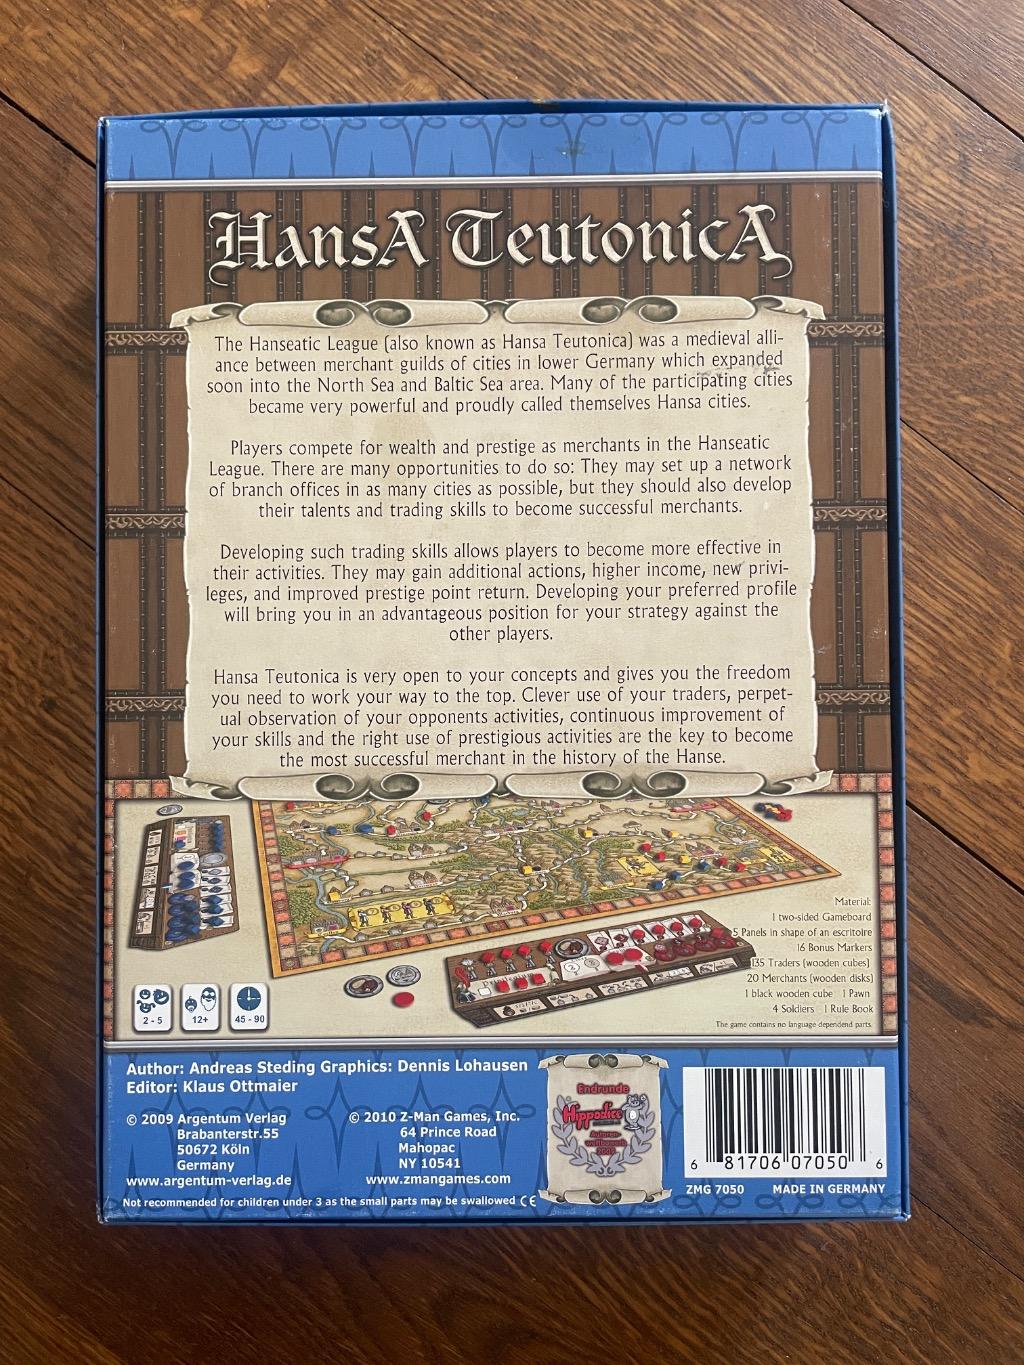 HansA TeutonicA
The Hanseatic League (also known as Hansa Teutonica) was a medieval alli-
ance between merchant guilds of cities in lower Germany which expanded
soon into the North Sea and Baltic Sea area. Many of the participating cities
became very powerful and proudly called themselves Hansa cities.
Players compete for wealth and prestige as merchants in the Hanseatic
League. There are many opportunities to do so: They may set up a network
of branch offices in as many cities as possible, but they should also develop
their talents and trading skills to become successful merchants.
Developing such trading skills allows players to become more effective in
their activities. They may gain additional actions, higher income, new privi-
leges, and improved prestige point return. Developing your preferred profile
will bring you in an advantageous position for your strategy against the
other players.
Hansa Teutonica is very open to your concepts and gives you the freedom
you need to work your way to the top. Clever use of your traders, perpet-
ual observation of your opponents activities, continuous improvement of
your skills and the right use of prestigious activities are the key to become
the most successful merchant in the history of the Hanse.
Material:
1 two-sided Gameboard
5 Panels in shape of an escritoire
16 Bonus Markers
135 Traders (wooden cubes)
20 Merchants (wooden disks)
1 black wooden cube 1 Pawn
4 Soldiers 1 Rule Book
The game contains no language dependend parts.
2 - 5
12+
45 - 90
Author: Andreas Steding Graphics: Dennis Lohausen
Editor: Klaus Ottmaier
© 2009 Argentum Verlag
Brabanterstr.55
50672 Köln
Germany
www.argentum-verlag.de
© 2010 Z-Man Games, Inc.
64 Prince Road
Mahopac
NY 10541
www.zmangames.com
Not recommended for children under 3 as the small parts may be swallowed CE
Endrunde
Hippodice
Autoren-
wettbewerb
2009
6 81706 07050 6
ZMG 7050 MADE IN GERMANY